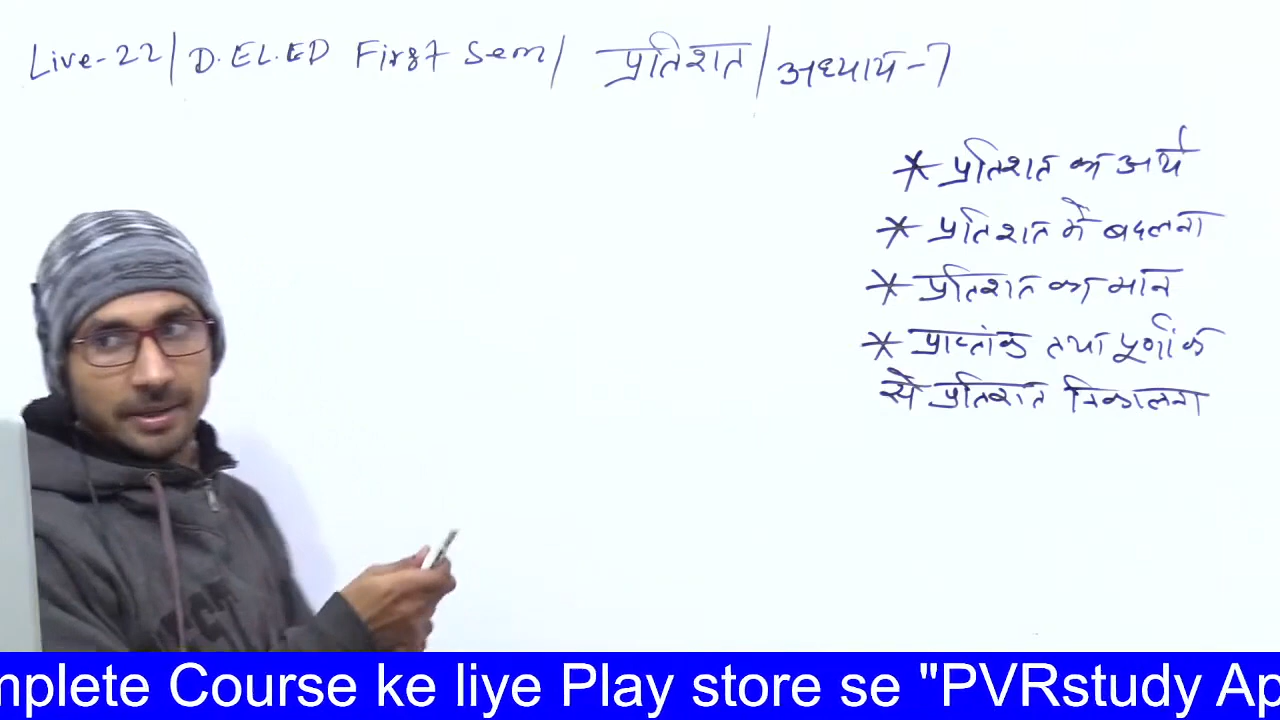 Live-22 / D.EL.ED First Sem / प्रतिशत / अध्याय-7
* प्रतिशत का अर्थ
* प्रतिशत में बदलना
* प्रतिशत का मान
* प्राप्तांक तथा पूर्णांक
से प्रतिशत निकालना
mplete Course ke liye Play store se "PVRstudy Ap